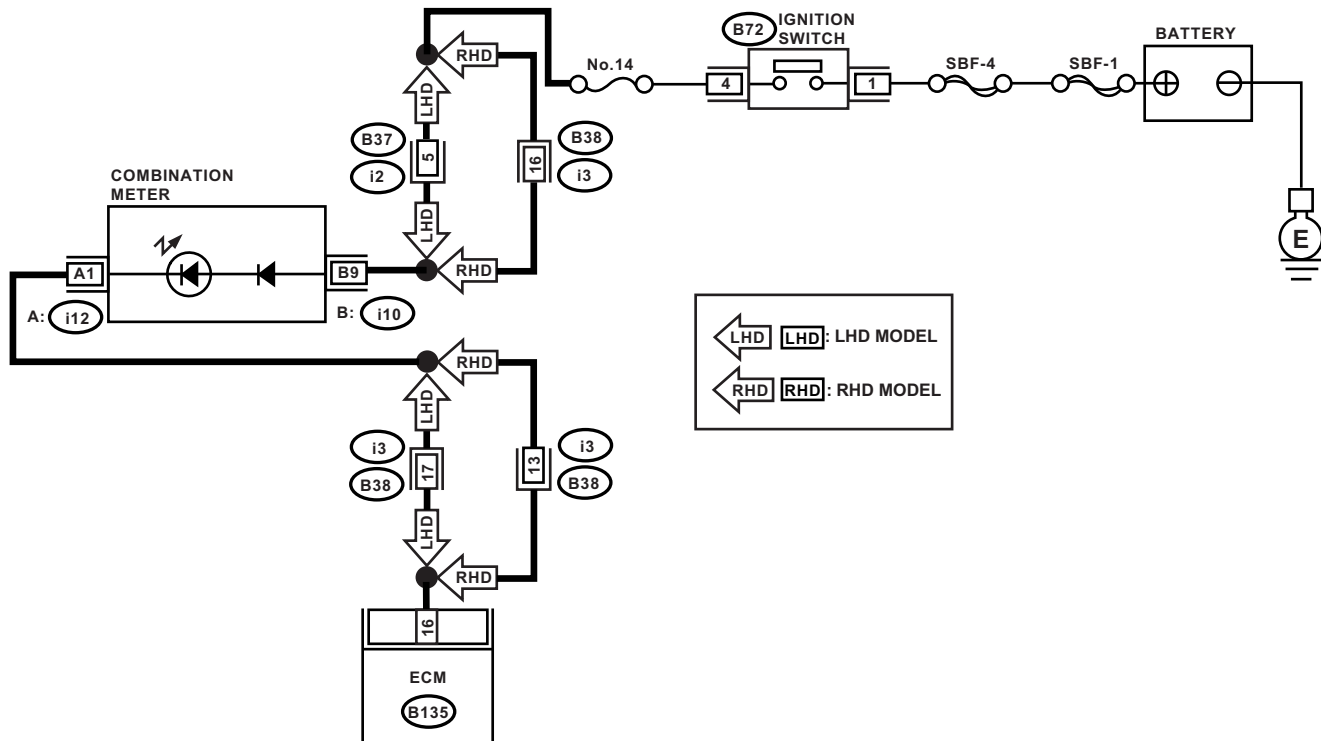 B72
IGNITION
SWITCH
BATTERY
RHD
No.14
SBF-4
SBF-1
4
1
LHD
B37
B38
5
16
i2
i3
COMBINATION
METER
LHD
A1
B9
RHD
E
A:
i12
B:
i10
LHD
LHD
: LHD MODEL
RHD
RHD
RHD
: RHD MODEL
LHD
i3
i3
17
13
B38
B38
LHD
RHD
16
ECM
B135